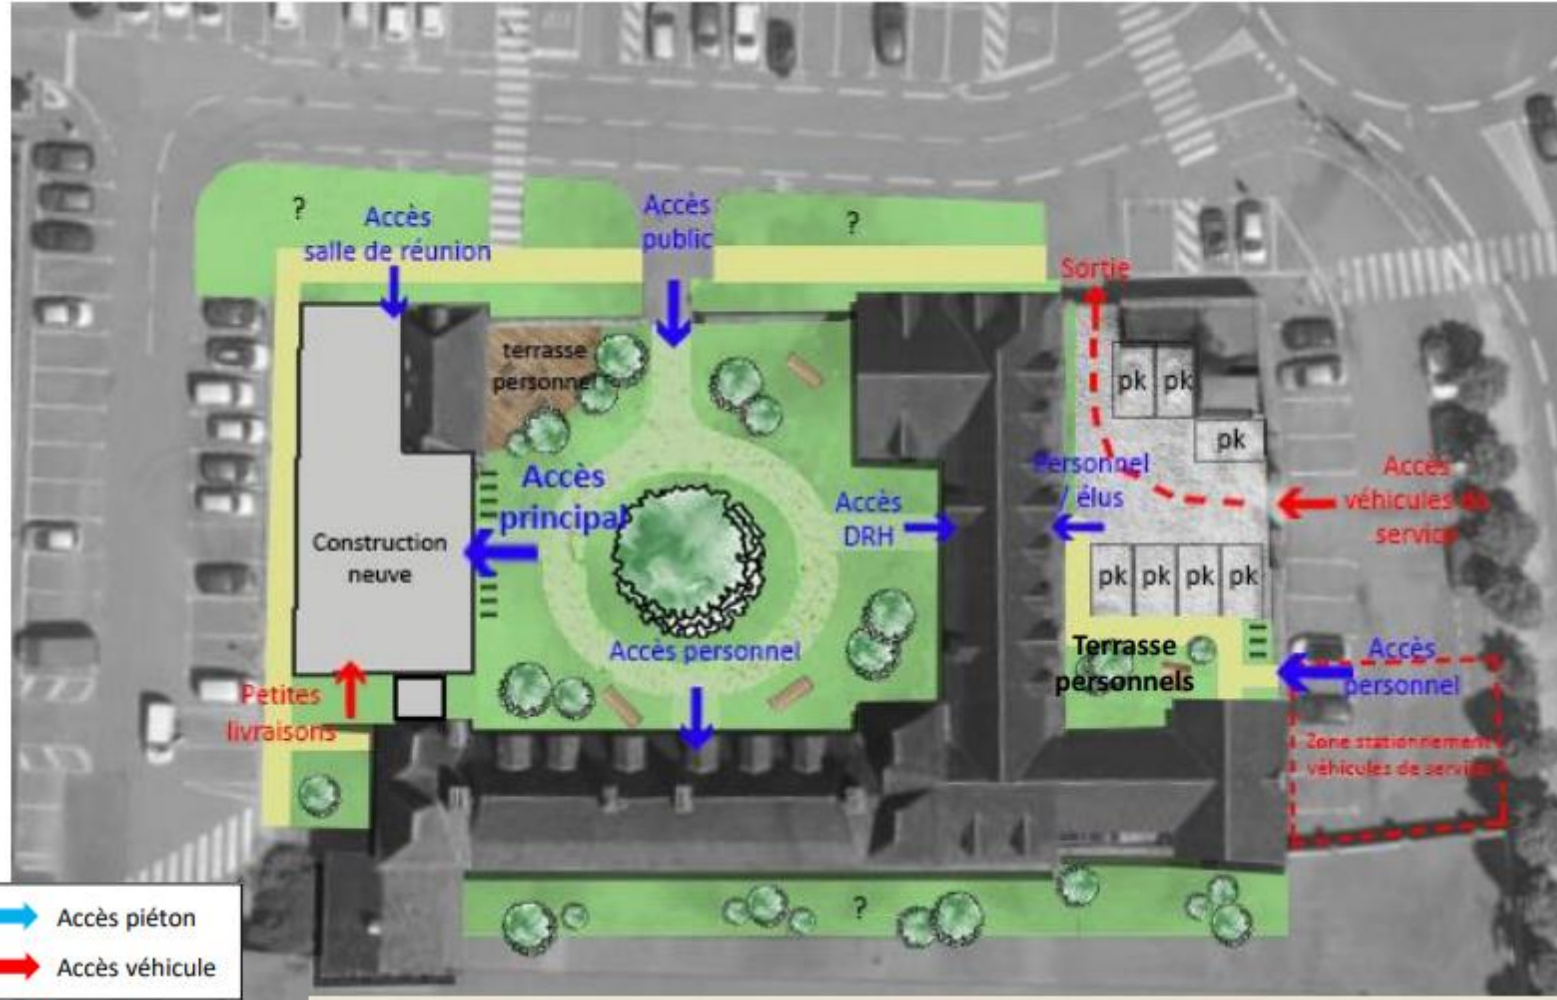 ?
Accès
salle de réunion
Accès
public
?
Sortie
terrasse
personnel
pk
pk
pk
Accès
principal
Accès
DRH
Personnel
/ élus
Accès
véhicules de
service
Construction
neuve
pk
pk
pk
pk
Accès personnel
Terrasse
personnels
Accès
personnel
Petites
livraisons
Zone stationnement
véhicules de service
?
Accès piéton
Accès véhicule